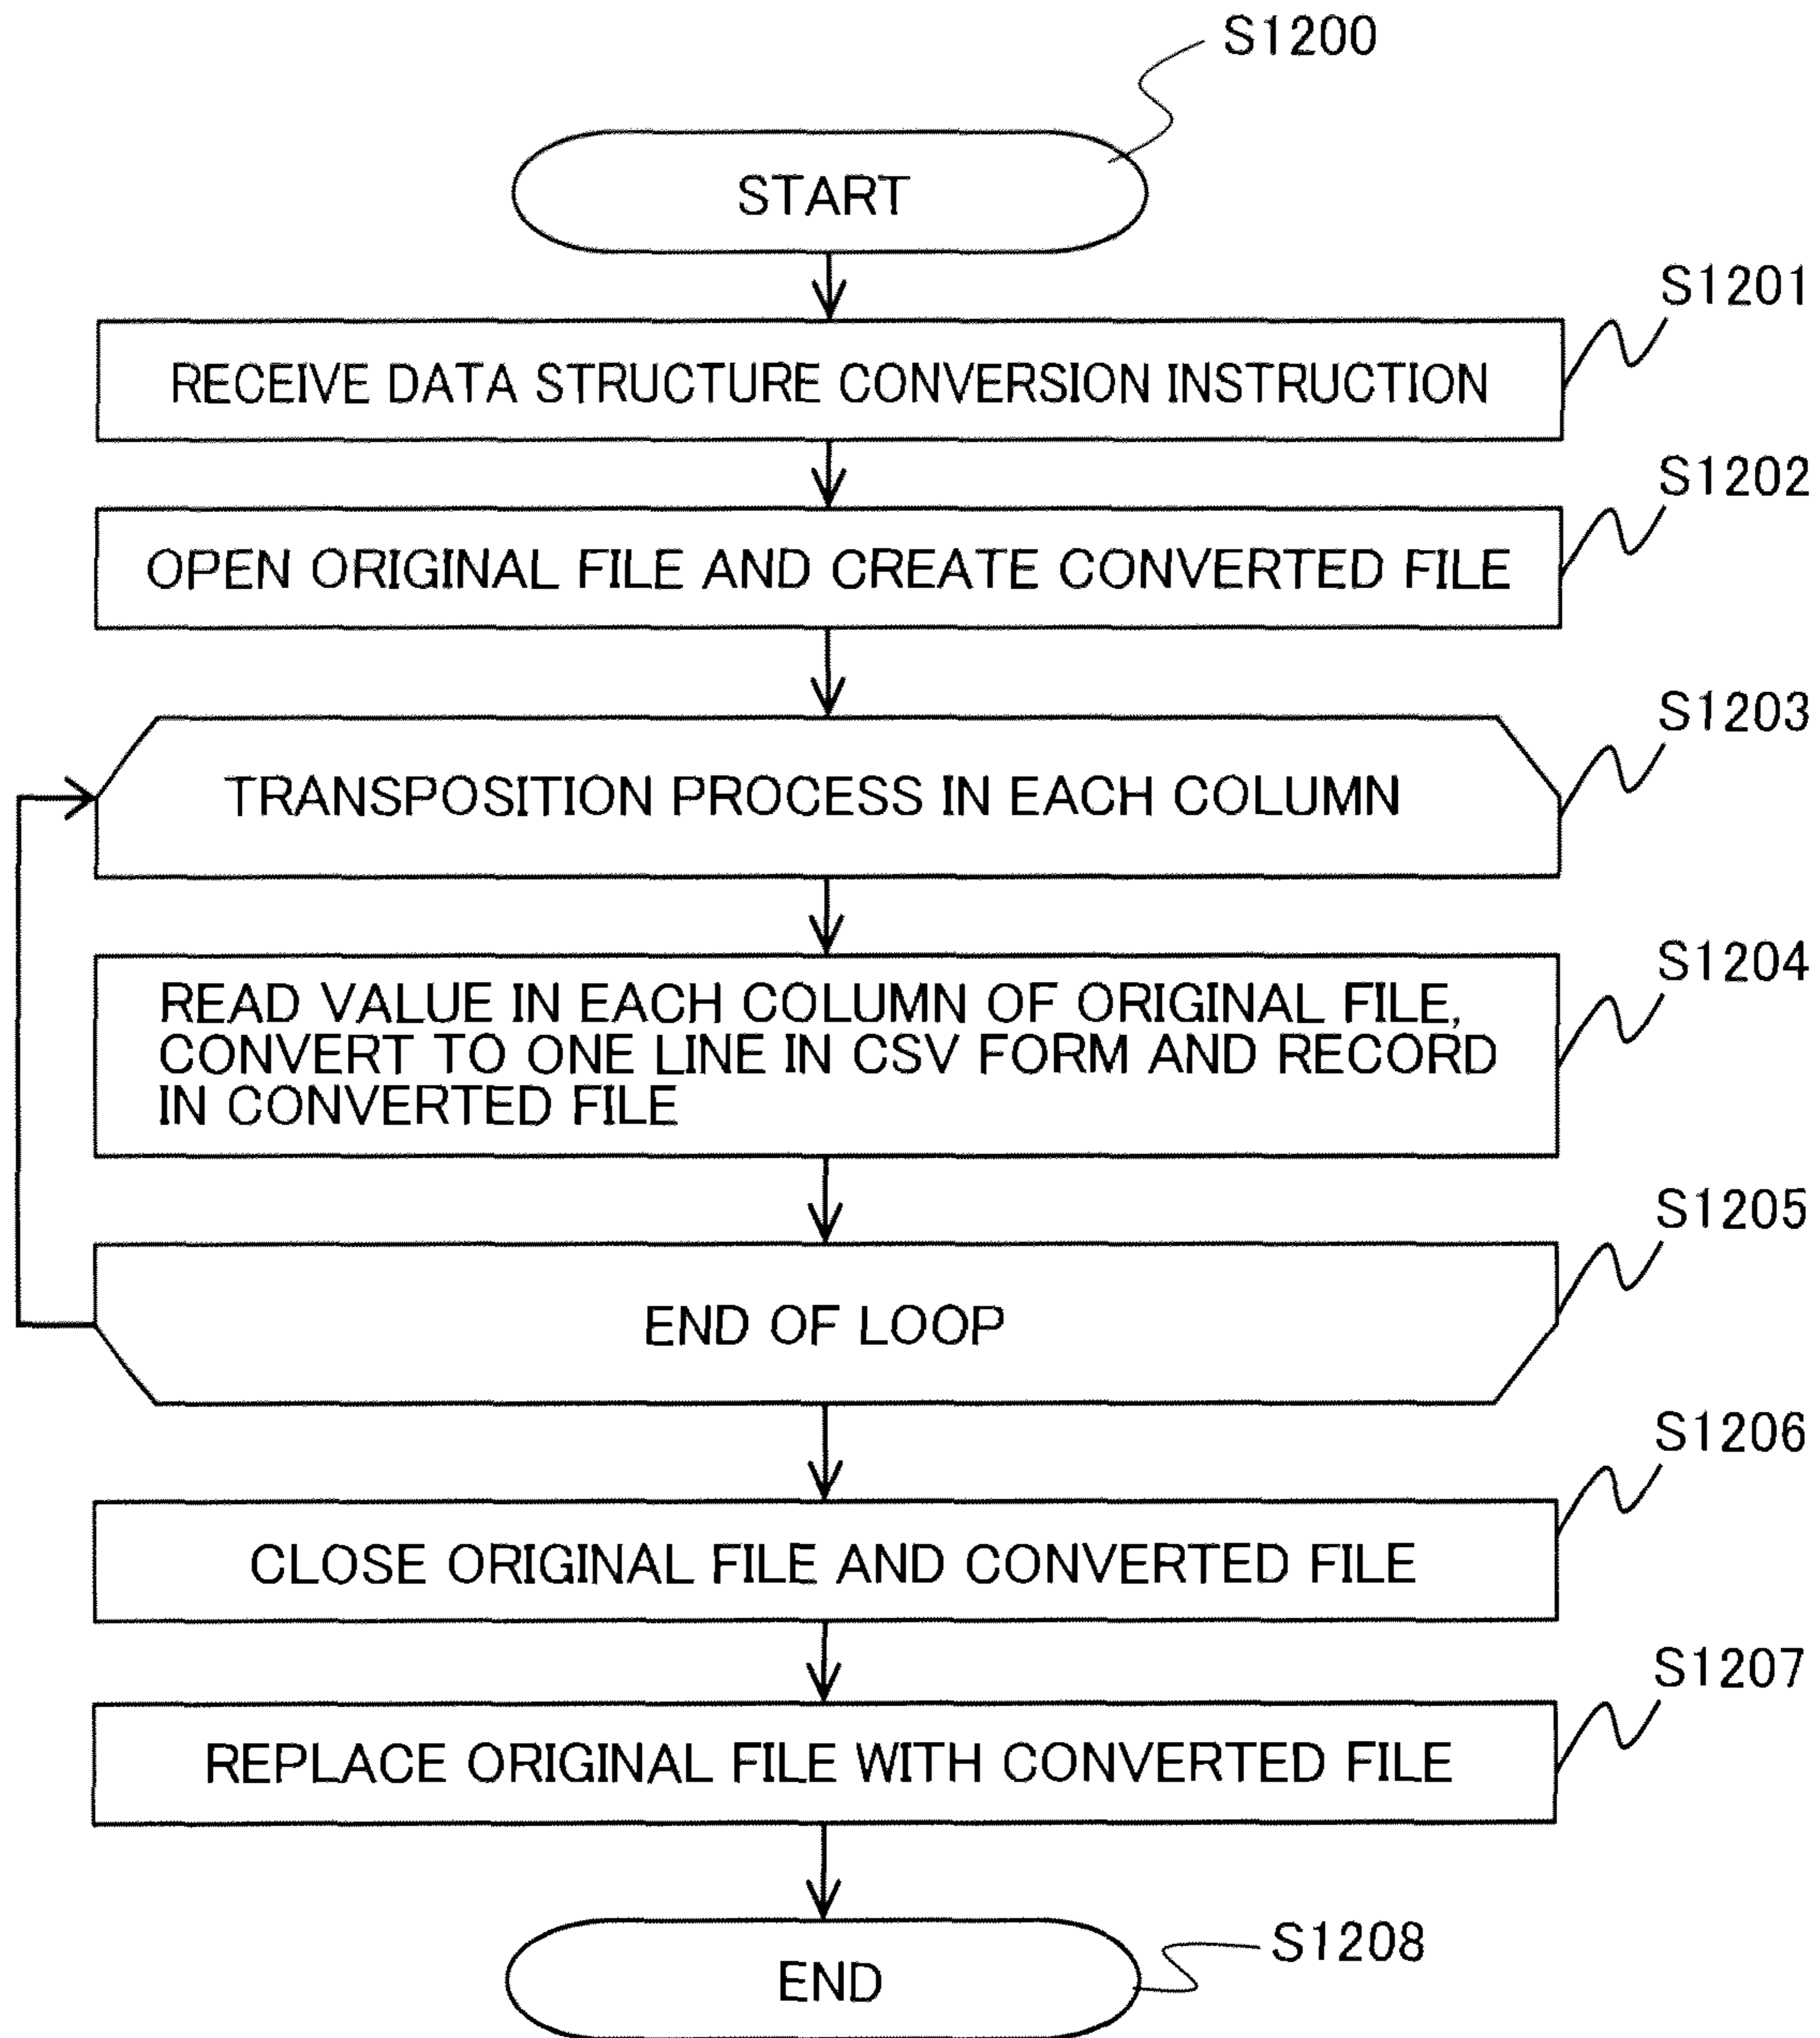 S1200
START
S1201
RECEIVE DATA STRUCTURE CONVERSION INSTRUCTION
S1202
OPEN ORIGINAL FILE AND CREATE CONVERTED FILE
S1203
TRANSPOSITION PROCESS IN EACH COLUMN
S1204
READ VALUE IN EACH COLUMN OF ORIGINAL FILE,
CONVERT TO ONE LINE IN CSV FORM AND RECORD
IN CONVERTED FILE
S1205
END OF LOOP
S1206
CLOSE ORIGINAL FILE AND CONVERTED FILE
S1207
REPLACE ORIGINAL FILE WITH CONVERTED FILE
S1208
END